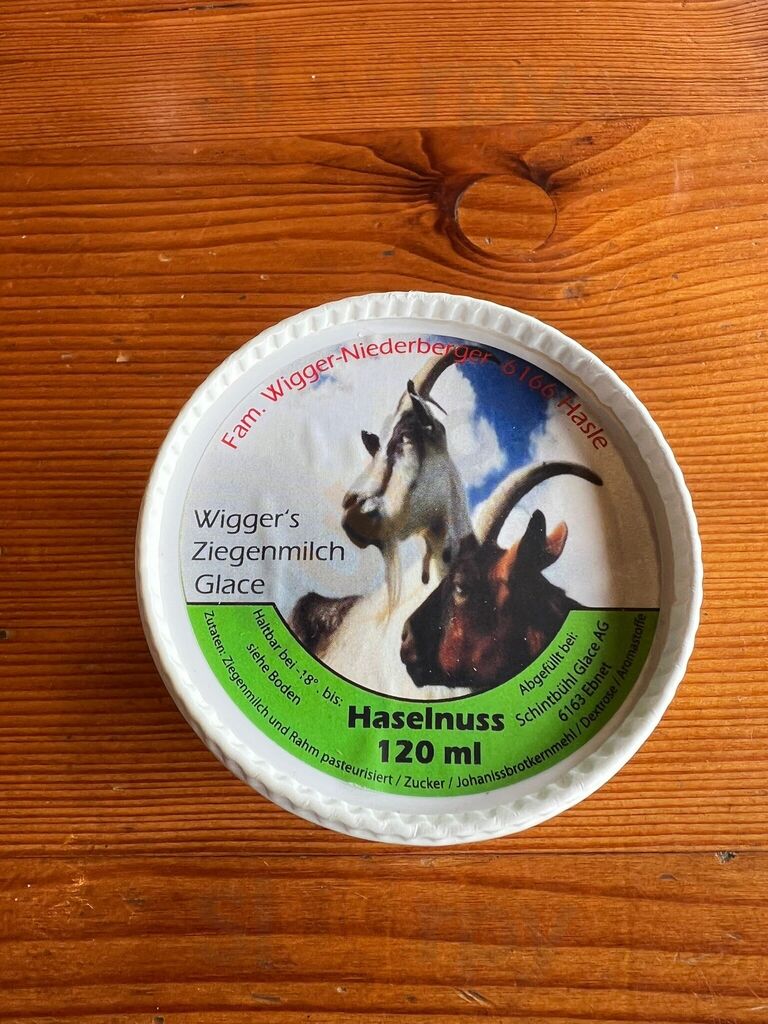 Fam. Wigger-Niederberger 6166 Hasle
Wigger's
Ziegenmilch
Glace
Haltbar bei -18°. bis:
siehe Boden
Haselnuss
120 ml
Abgefüllt bei:
Schintbühl Glace AG
6163 Ebnet
Zutaten: Ziegenmilch und Rahm pasteurisiert / Zucker / Johanissbrotkernmehl / Dextrose / Aromastoffe